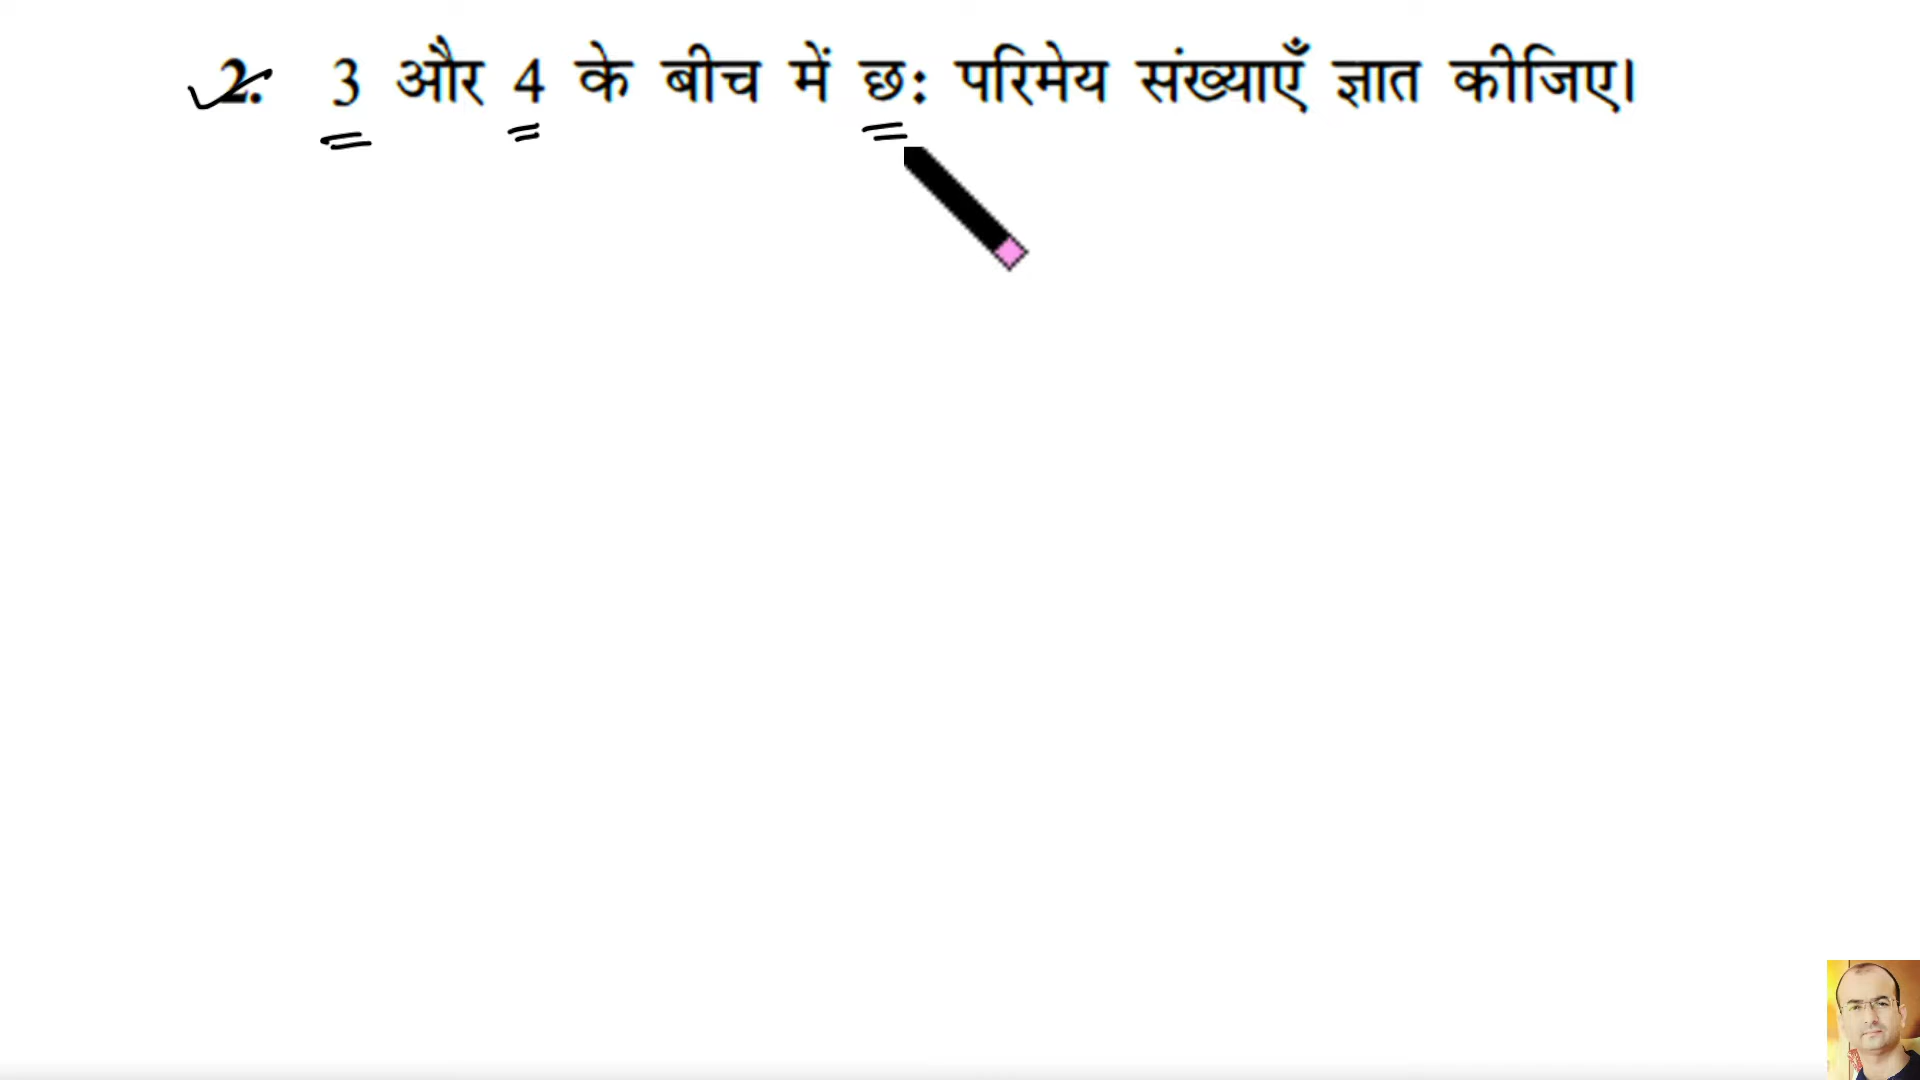 2. 3 और 4 के बीच में छः परिमेय संख्याएँ ज्ञात कीजिए।